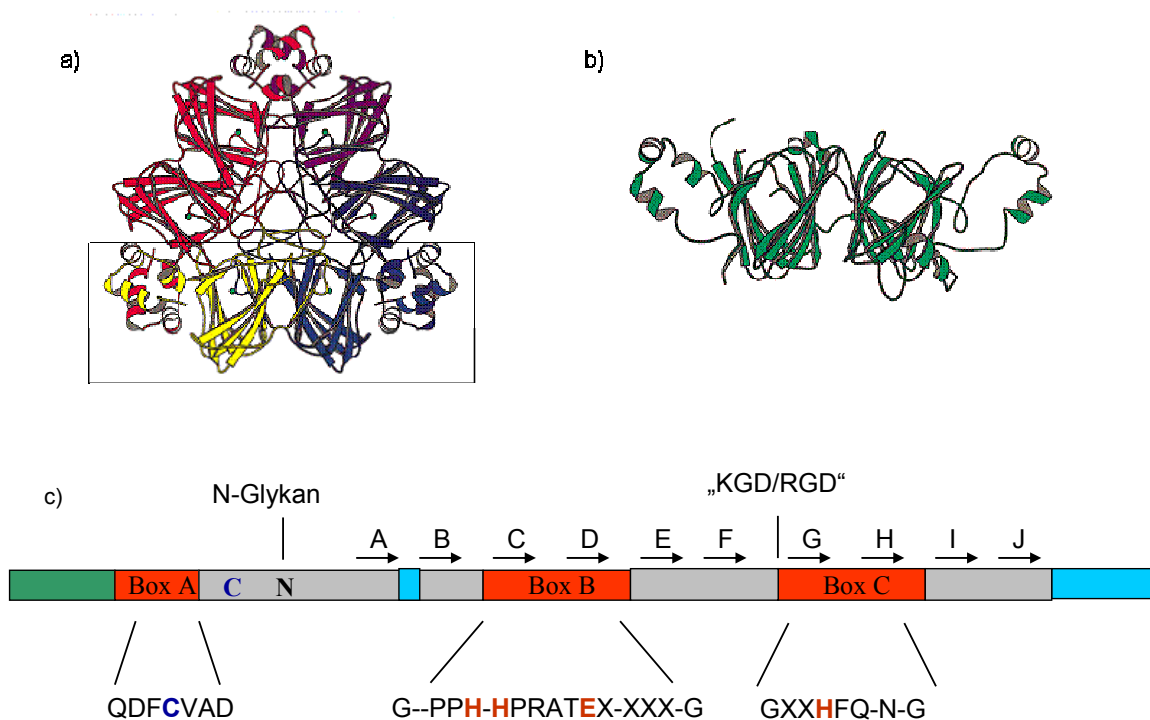 a)
b)
c)
N-Glykan
„KGD/RGD“
A B C D E F G H I J
Box A C N Box B Box C
QDFCVAD
G--PPH-HPRATEX-XXX-G
GXXHFQ-N-G